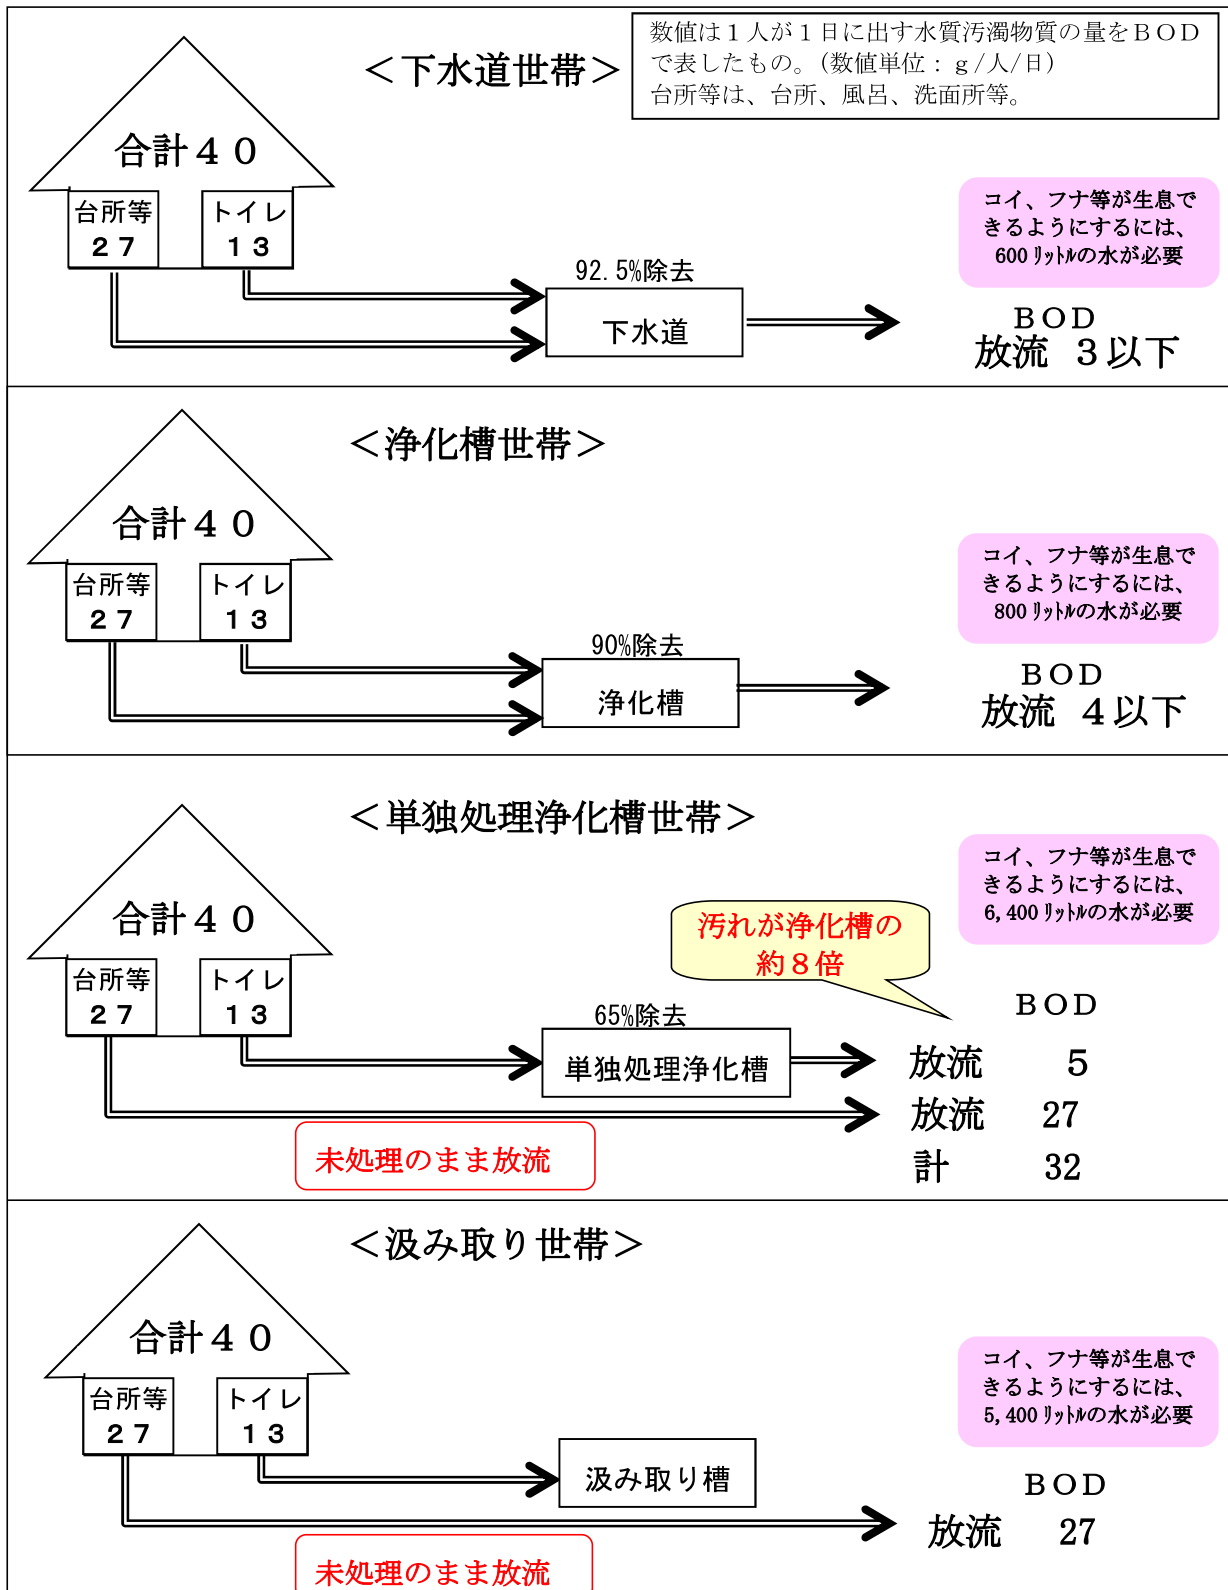 ＜下水道世帯＞
数値は１人が１日に出す水質汚濁物質の量をＢＯＤ
で表したもの。（数値単位：ｇ/人/日）
台所等は、台所、風呂、洗面所等。
合計４０
台所等
２７
トイレ
１３
92.5%除去
下水道
コイ、フナ等が生息で
きるようにするには、
600リットルの水が必要
ＢＯＤ
放流 ３以下
＜浄化槽世帯＞
合計４０
台所等
２７
トイレ
１３
90%除去
浄化槽
コイ、フナ等が生息で
きるようにするには、
800リットルの水が必要
ＢＯＤ
放流 ４以下
＜単独処理浄化槽世帯＞
合計４０
台所等
２７
トイレ
１３
65%除去
単独処理浄化槽
汚れが浄化槽の
約８倍
コイ、フナ等が生息で
きるようにするには、
6,400リットルの水が必要
ＢＯＤ
放流 5
放流 27
計 32
未処理のまま放流
＜汲み取り世帯＞
合計４０
台所等
２７
トイレ
１３
汲み取り槽
コイ、フナ等が生息で
きるようにするには、
5,400リットルの水が必要
ＢＯＤ
放流 27
未処理のまま放流